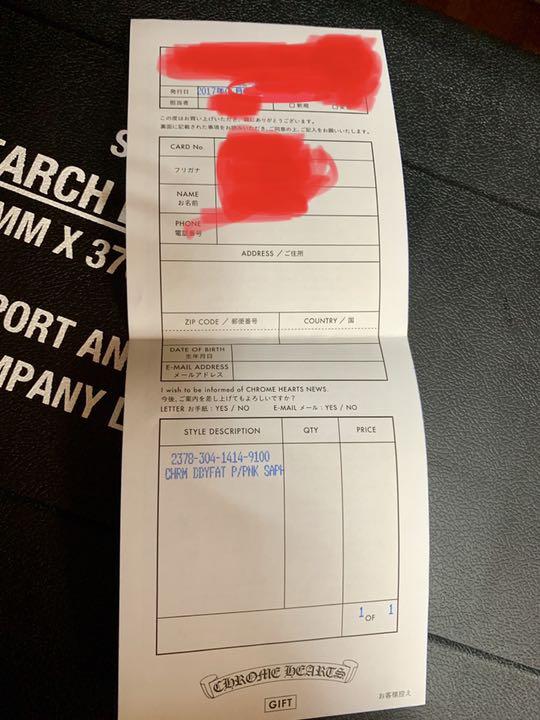 発行日 2017年
担当者
この度はお買い上げいただき、誠にありがとうございます。
裏面に記載された事項をお読みいただき、ご同意の上、ご記入をお願いいたします。
CARD No.
フリガナ
NAME
お名前
PHONE
電話番号
ADDRESS / ご住所
ZIP CODE / 郵便番号 COUNTRY / 国
DATE OF BIRTH
生年月日
E-MAIL ADDRESS
メールアドレス
I wish to be informed of CHROME HEARTS NEWS.
今後、ご案内を差し上げてもよろしいですか?
LETTER お手紙 : YES / NO E-MAIL メール : YES / NO
STYLE DESCRIPTION QTY PRICE
2378-304-1414-9100
CHRM DBYFAT P/PNK SAPH
1 OF 1
CHROME HEARTS
GIFT
お客様控え
EARCH
MM X 37
PORT AN
MPANY